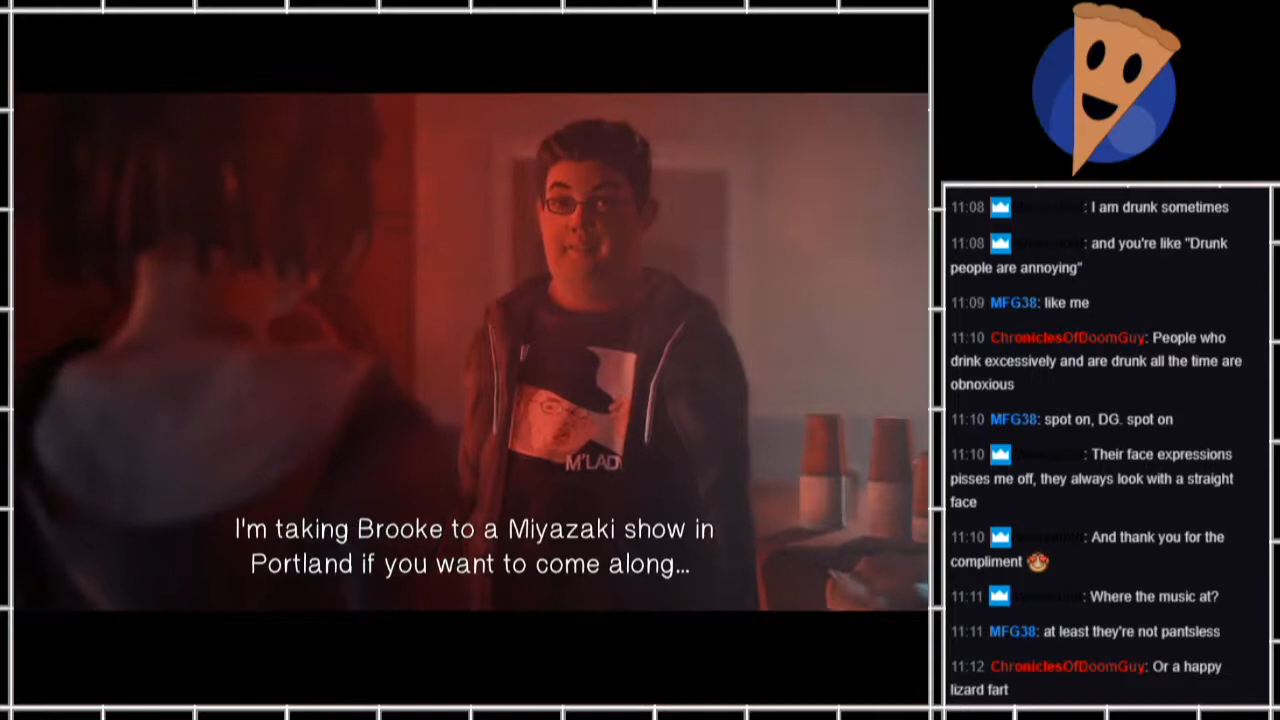 M'LADY
I'm taking Brooke to a Miyazaki show in
Portland if you want to come along...
11:08 : I am drunk sometimes
11:08 : and you're like "Drunk
people are annoying"
11:09 MFG38: like me
11:10 ChroniclesOfDoomGuy: People who
drink excessively and are drunk all the time are
obnoxious
11:10 MFG38: spot on, DG. spot on
11:10 : Their face expressions
pisses me off, they always look with a straight
face
11:10 : And thank you for the
compliment
11:11 : Where the music at?
11:11 MFG38: at least they're not pantsless
11:12 ChroniclesOfDoomGuy: Or a happy
lizard fart